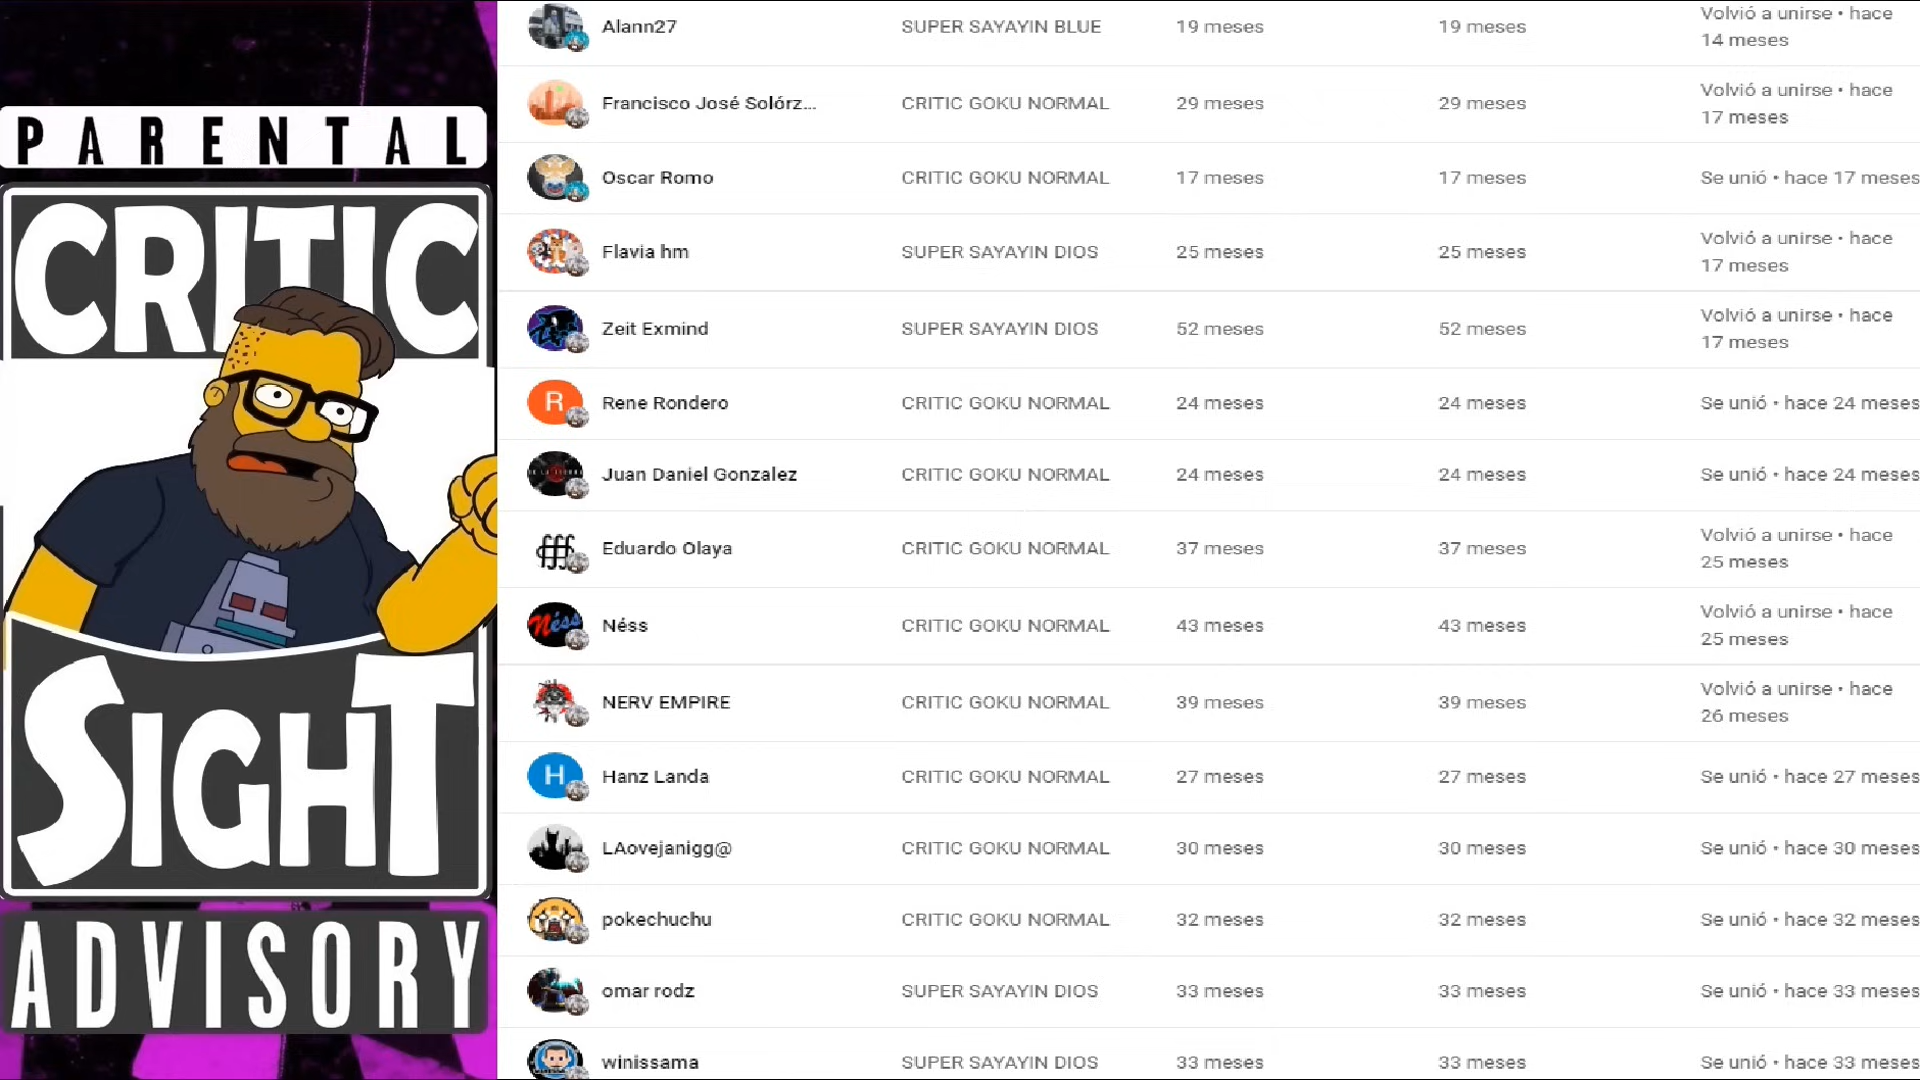 PARENTAL
CRITIC
SIGHT
ADVISORY
Alann27 SUPER SAYAYIN BLUE 19 meses 19 meses Volvió a unirse • hace
14 meses
Francisco José Solórz... CRITIC GOKU NORMAL 29 meses 29 meses Volvió a unirse • hace
17 meses
Oscar Romo CRITIC GOKU NORMAL 17 meses 17 meses Se unió • hace 17 meses
Flavia hm SUPER SAYAYIN DIOS 25 meses 25 meses Volvió a unirse • hace
17 meses
Zeit Exmind SUPER SAYAYIN DIOS 52 meses 52 meses Volvió a unirse • hace
17 meses
R Rene Rondero CRITIC GOKU NORMAL 24 meses 24 meses Se unió • hace 24 meses
Juan Daniel Gonzalez CRITIC GOKU NORMAL 24 meses 24 meses Se unió • hace 24 meses
Eduardo Olaya CRITIC GOKU NORMAL 37 meses 37 meses Volvió a unirse • hace
25 meses
Néss Néss CRITIC GOKU NORMAL 43 meses 43 meses Volvió a unirse • hace
25 meses
NERV EMPIRE CRITIC GOKU NORMAL 39 meses 39 meses Volvió a unirse • hace
26 meses
H Hanz Landa CRITIC GOKU NORMAL 27 meses 27 meses Se unió • hace 27 meses
LAovejanigg@ CRITIC GOKU NORMAL 30 meses 30 meses Se unió • hace 30 meses
pokechuchu CRITIC GOKU NORMAL 32 meses 32 meses Se unió • hace 32 meses
omar rodz SUPER SAYAYIN DIOS 33 meses 33 meses Se unió • hace 33 meses
winissama SUPER SAYAYIN DIOS 33 meses 33 meses Se unió • hace 33 meses